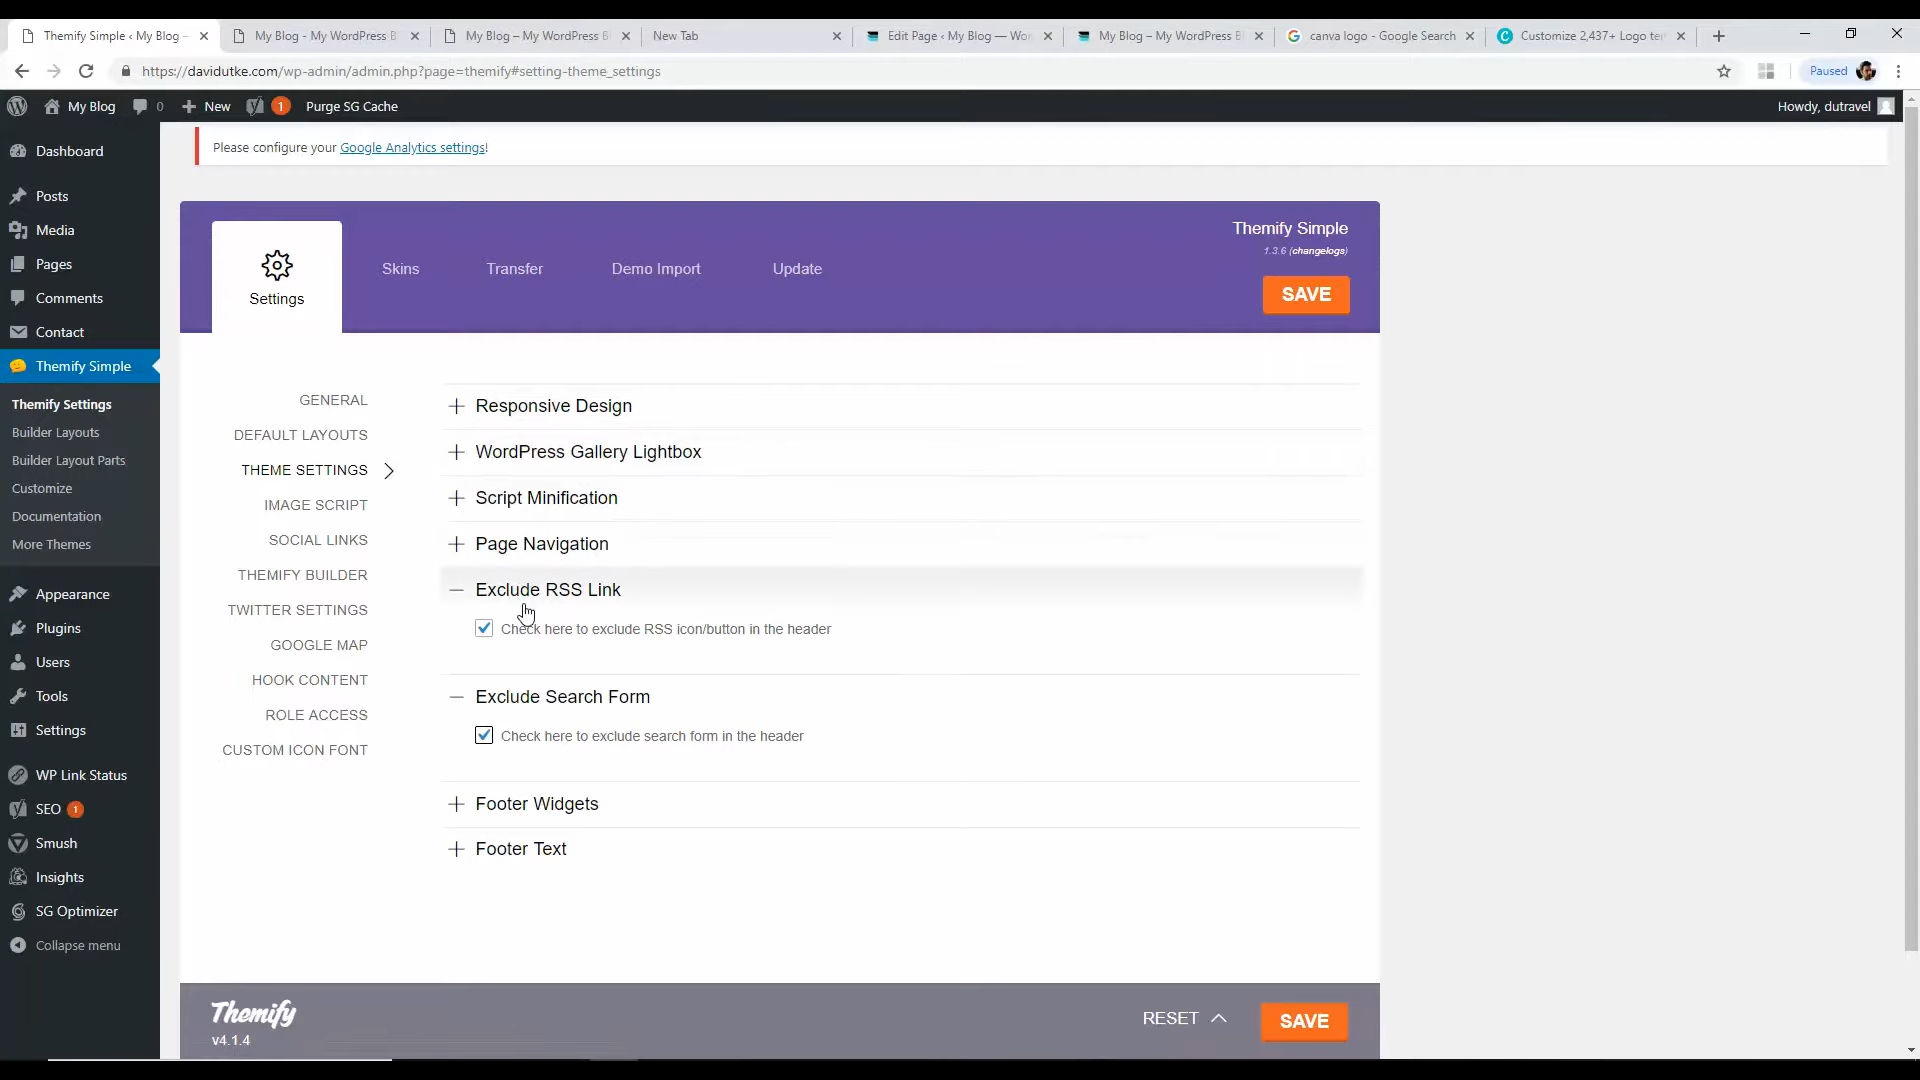 Themify Simple ‹ My Blog –
My Blog - My WordPress B
My Blog – My WordPress B
New Tab
Edit Page ‹ My Blog — Wor
My Blog – My WordPress B
canva logo - Google Search
Customize 2,437+ Logo te
https://davidutke.com/wp-admin/admin.php?page=themify#setting-theme_settings
Paused
My Blog
0
New
1
Purge SG Cache
Howdy, dutravel
Dashboard
Posts
Media
Pages
Comments
Contact
Themify Simple
Themify Settings
Builder Layouts
Builder Layout Parts
Customize
Documentation
More Themes
Appearance
Plugins
Users
Tools
Settings
WP Link Status
SEO 1
Smush
Insights
SG Optimizer
Collapse menu
Please configure your Google Analytics settings!
Settings
Skins
Transfer
Demo Import
Update
Themify Simple
1.3.6 (changelogs)
SAVE
GENERAL
DEFAULT LAYOUTS
THEME SETTINGS
IMAGE SCRIPT
SOCIAL LINKS
THEMIFY BUILDER
TWITTER SETTINGS
GOOGLE MAP
HOOK CONTENT
ROLE ACCESS
CUSTOM ICON FONT
Responsive Design
WordPress Gallery Lightbox
Script Minification
Page Navigation
Exclude RSS Link
Check here to exclude RSS icon/button in the header
Exclude Search Form
Check here to exclude search form in the header
Footer Widgets
Footer Text
Themify
v4.1.4
RESET
SAVE